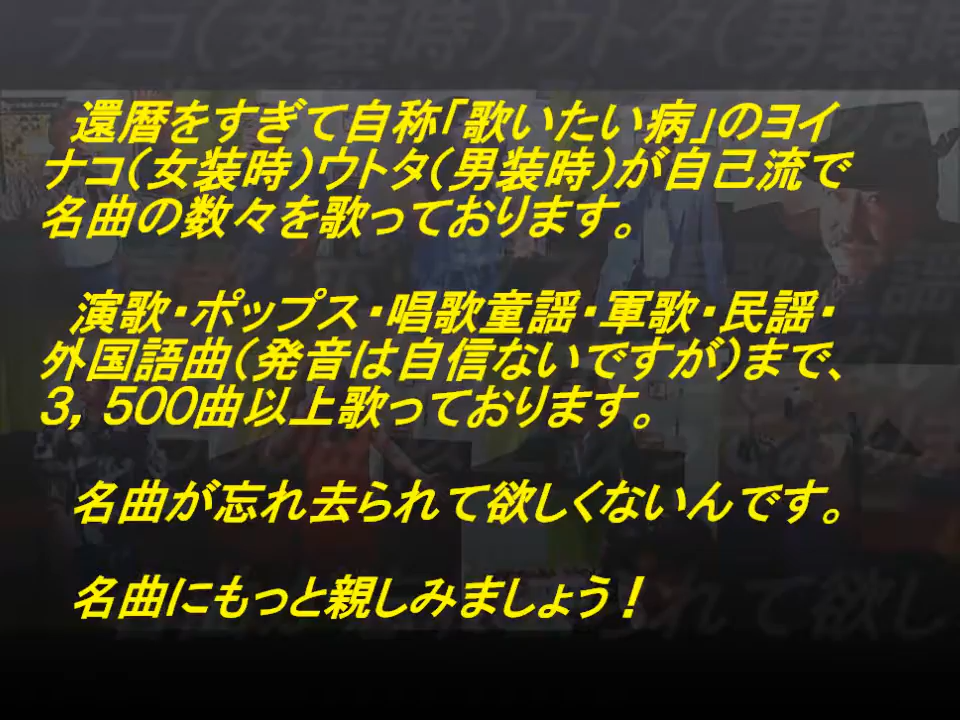 還暦をすぎて自称｢歌いたい病｣のヨイ
ナコ（女装時）ウトタ（男装時）が自己流で
名曲の数々を歌っております。
演歌・ポップス・唱歌童謡・軍歌・民謡・
外国語曲（発音は自信ないですが）まで、
３，５００曲以上歌っております。
名曲が忘れ去られて欲しくないんです。
名曲にもっと親しみましょう！